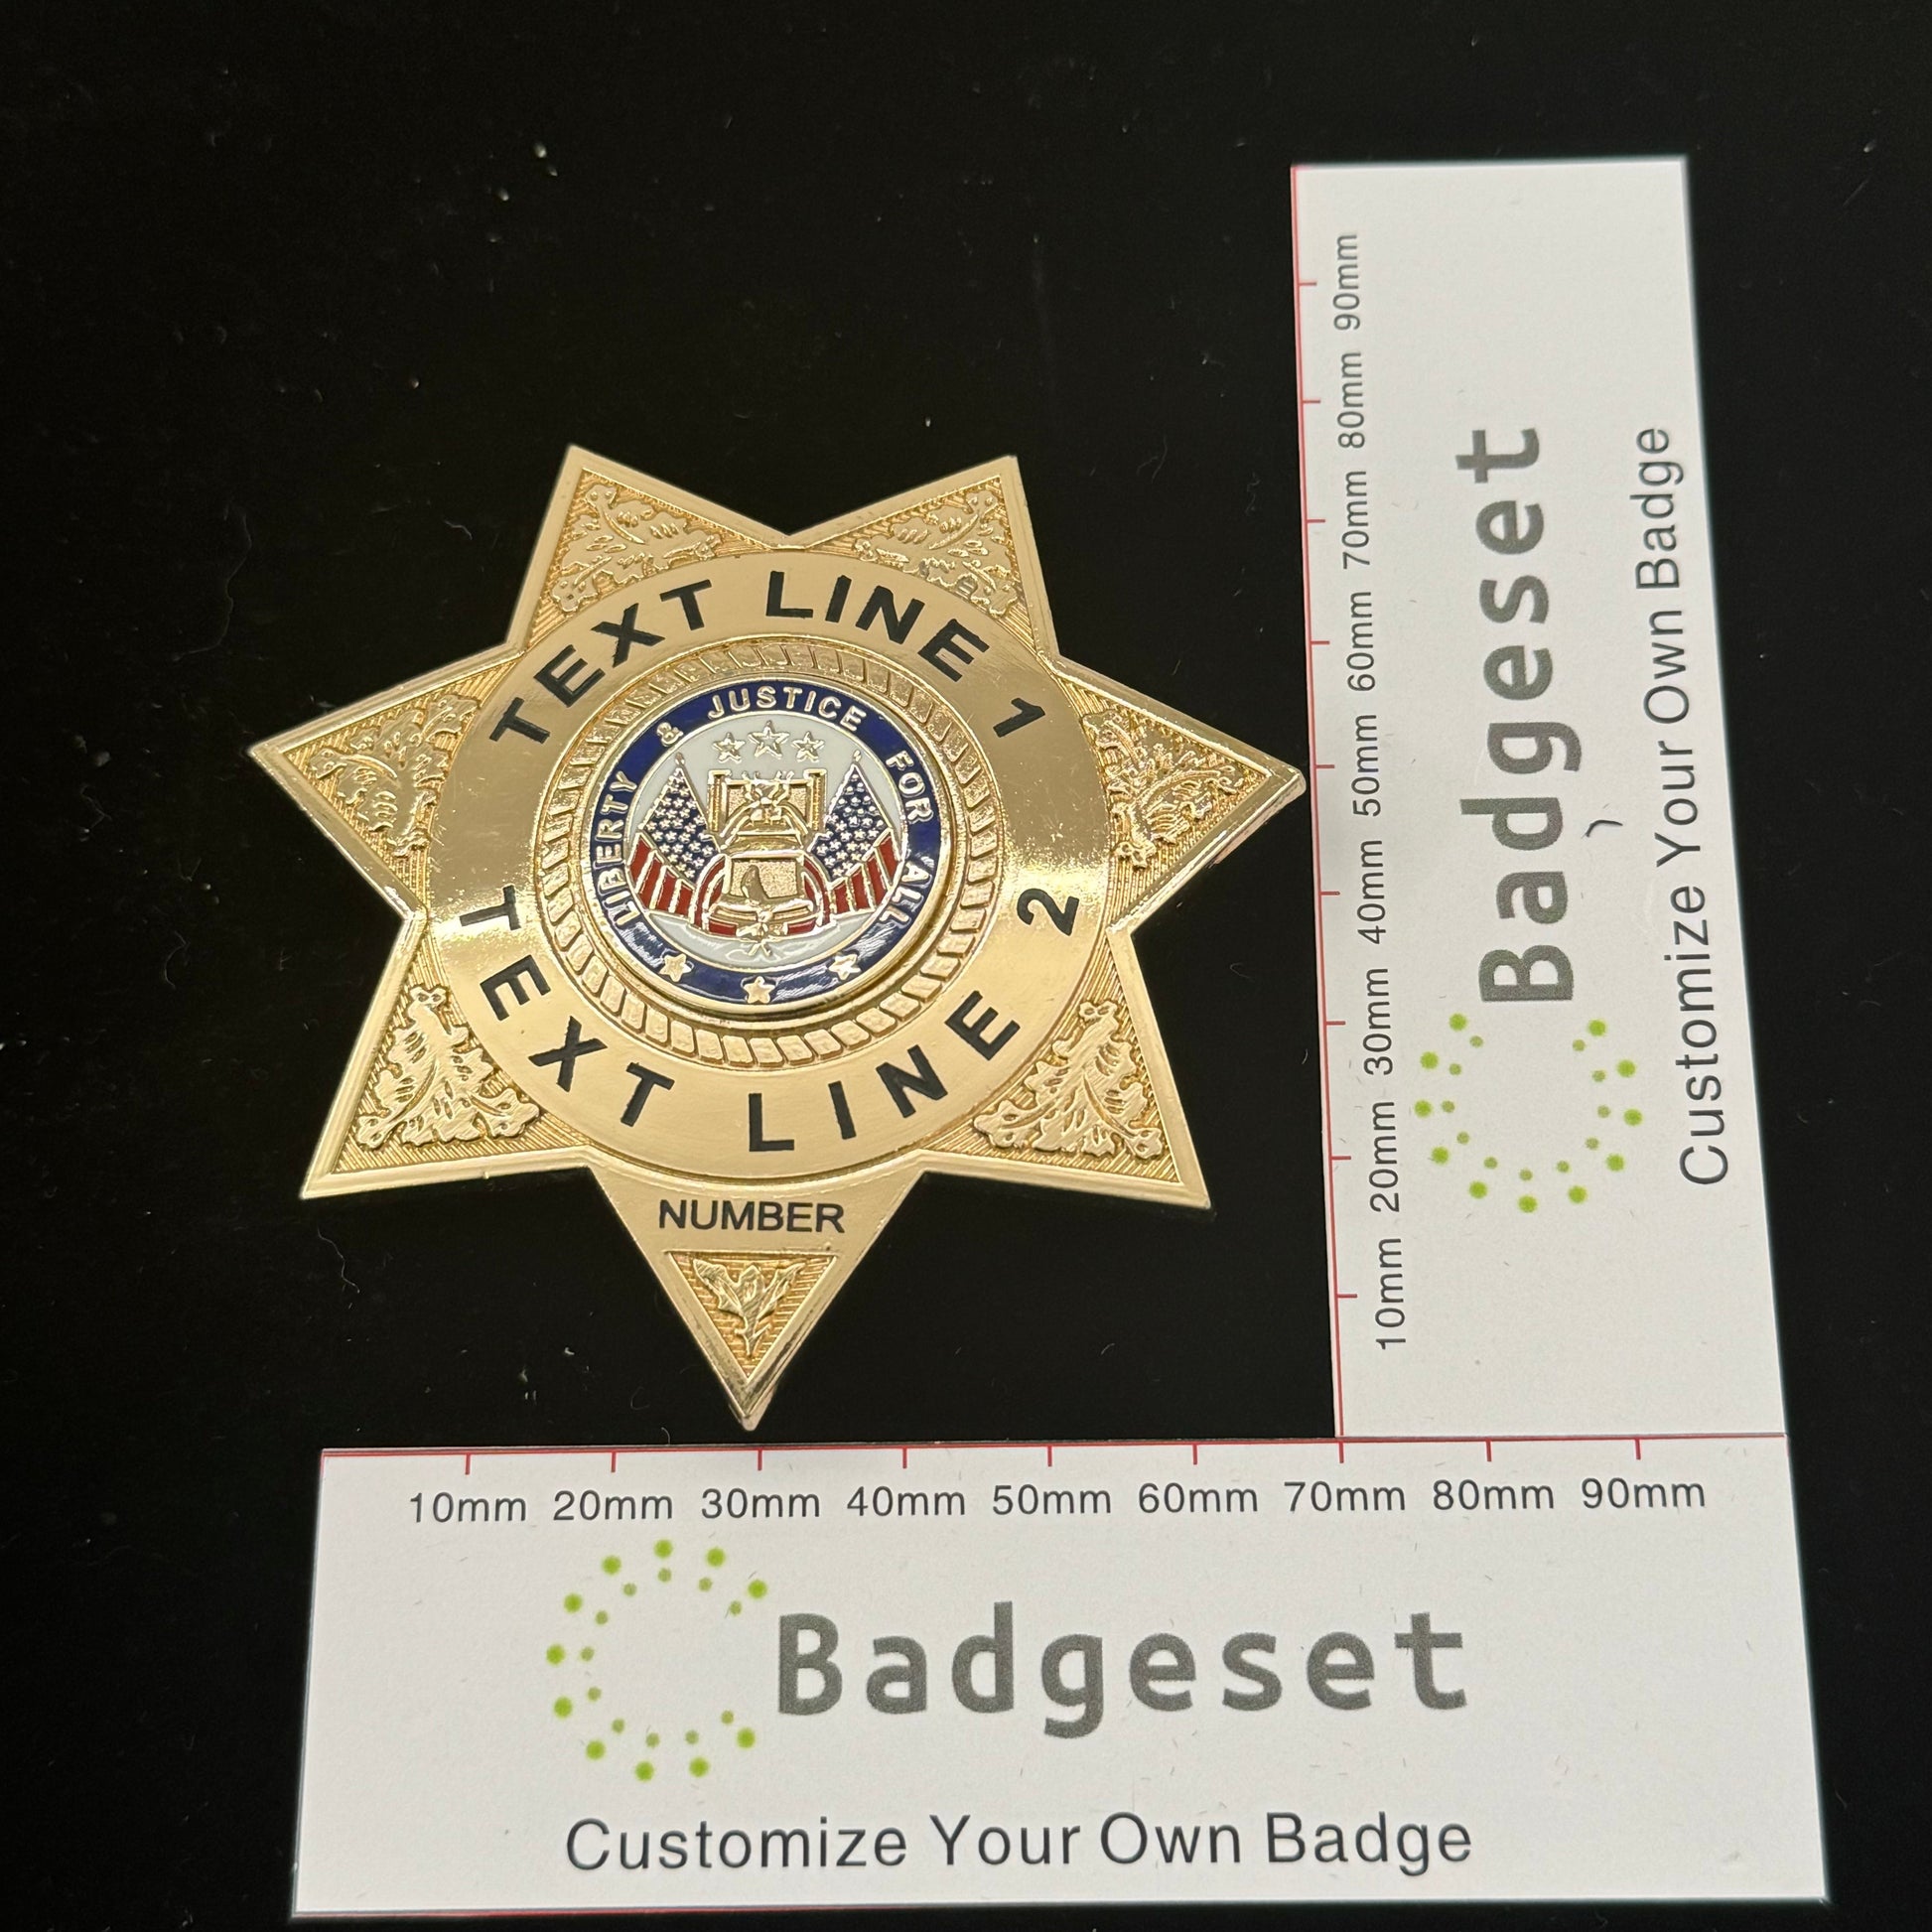 TEXT LINE 1
LIBERTY & JUSTICE FOR ALL
TEXT LINE 2
NUMBER
90mm
80mm
70mm
60mm
50mm
40mm
30mm
20mm
10mm
Badgeset
Customize Your Own Badge
10mm 20mm 30mm 40mm 50mm 60mm 70mm 80mm 90mm
Badgeset
Customize Your Own Badge